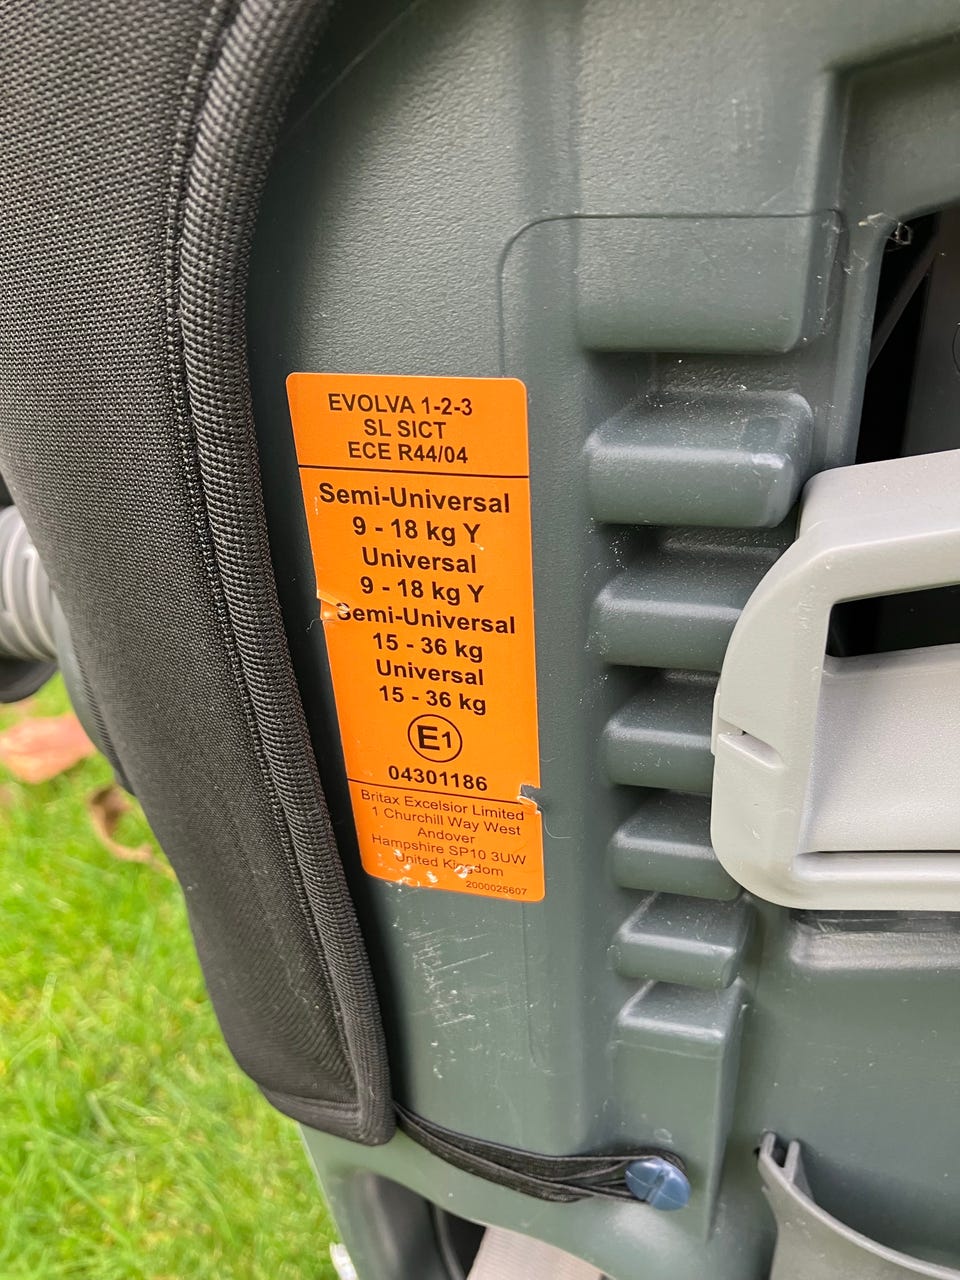 EVOLVA 1-2-3
SL SICT
ECE R44/04
Semi-Universal
9 - 18 kg Y
Universal
9 - 18 kg Y
Semi-Universal
15 - 36 kg
Universal
15 - 36 kg
E1
04301186
Britax Excelsior Limited
1 Churchill Way West
Andover
Hampshire SP10 3UW
United Kingdom
2000025607